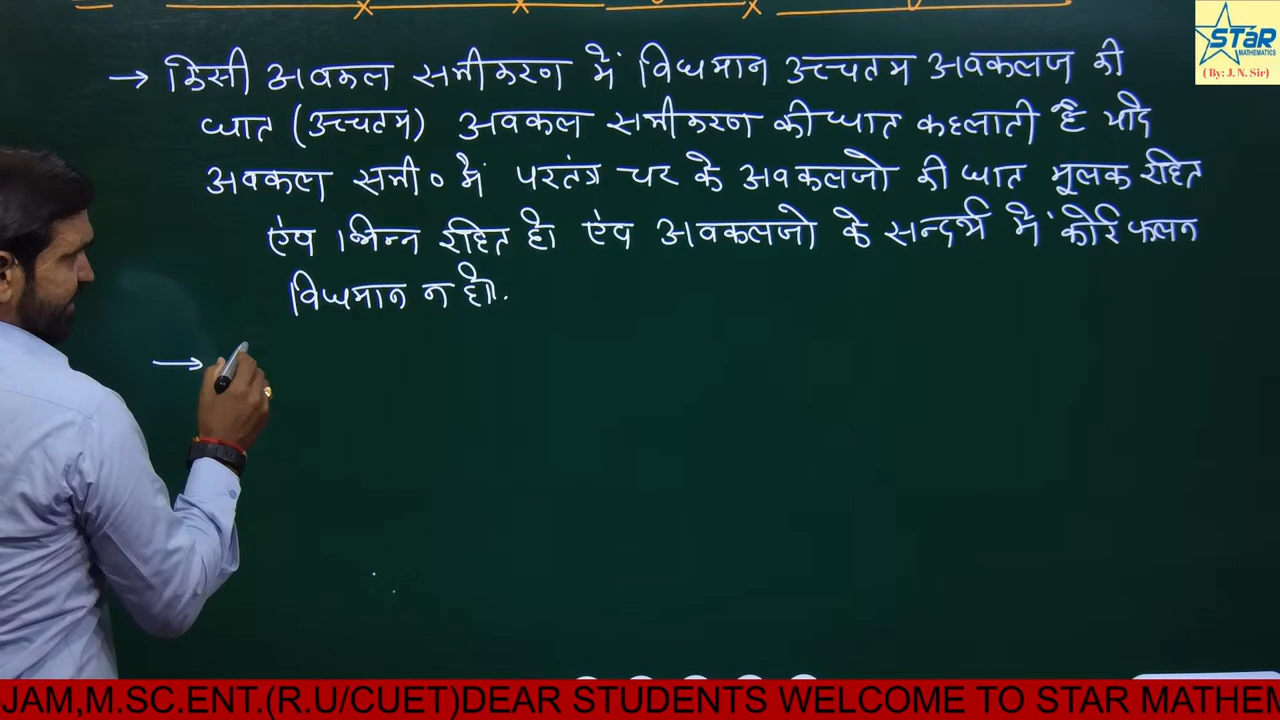 STAR
MATHEMATICS
( By: J. N. Sir)
→ किसी अवकल समीकरण में विधमान उच्चतम अवकलज की
घात (उच्चतम) अवकल समीकरण की घात कहलाती है यदि
अवकल समी० में परतंत्र चर के अवकलजो की घात मूलक रहित
एंव भिन्न रहित हो एंव अवकलजो के सन्दर्भ में कोई फलन
विधमान न हो.
→
JAM,M.SC.ENT.(R.U/CUET)DEAR STUDENTS WELCOME TO STAR MATHEM